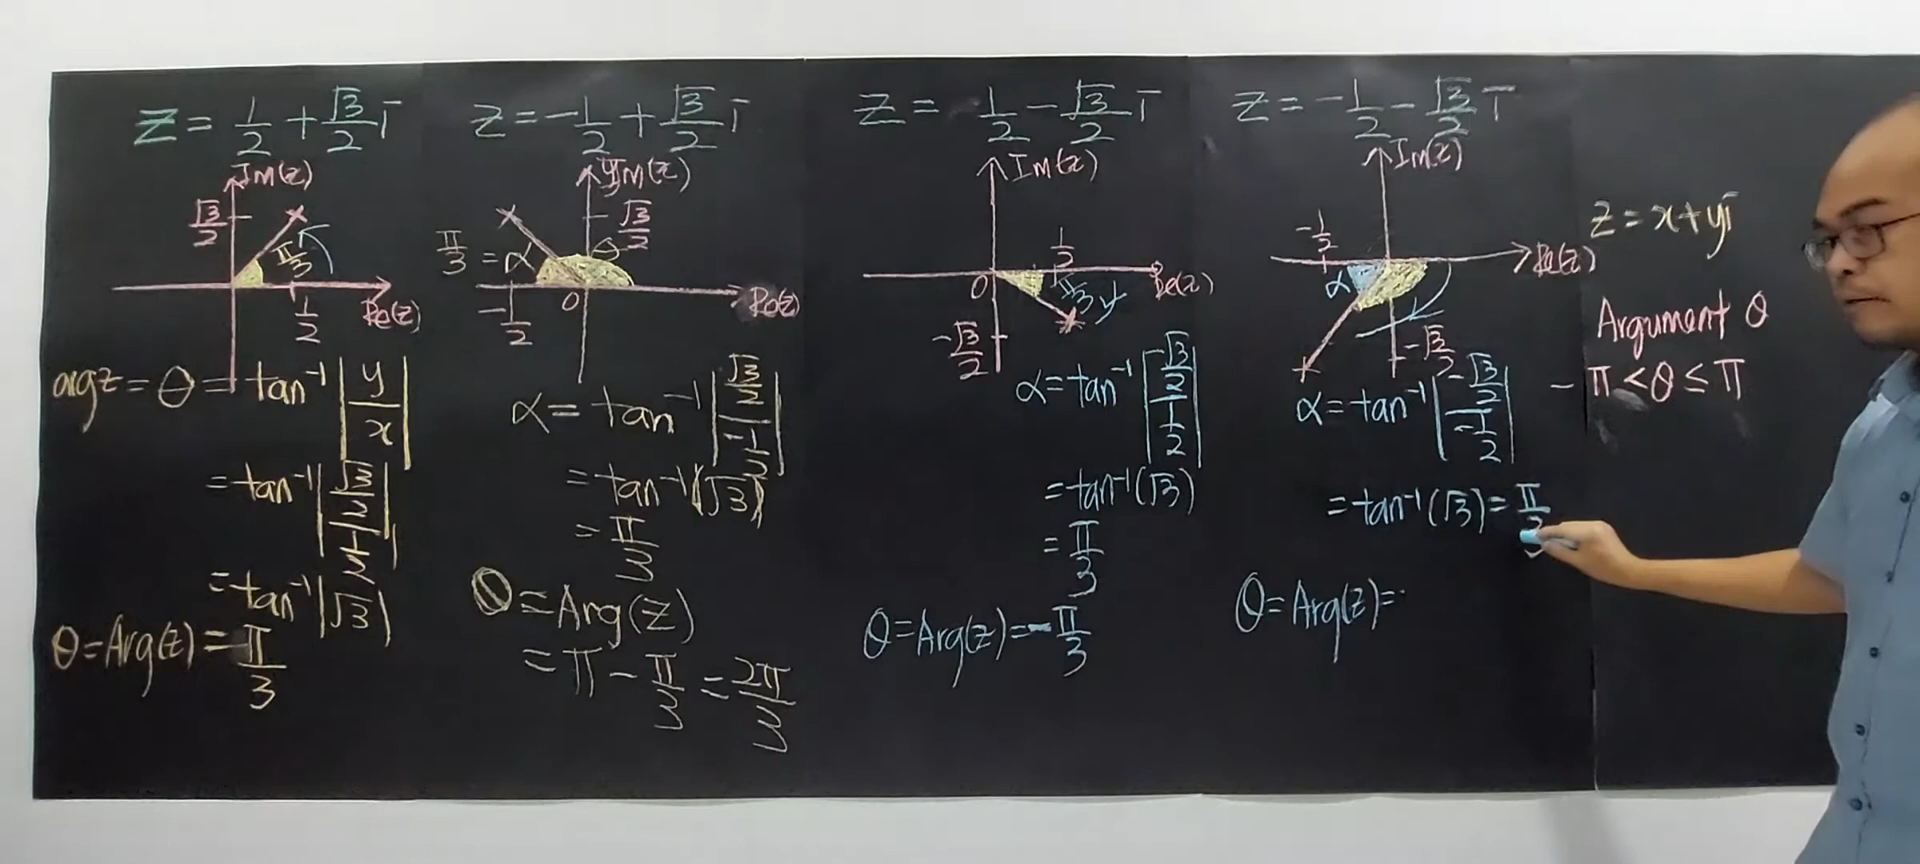 Z = 1/2 + √3/2 i
Im(z)
√3/2
π/3
1/2
Re(z)
arg z = θ = tan⁻¹ |y/x|
= tan⁻¹ |(√3/2)/(1/2)|
= tan⁻¹ |√3|
θ = Arg(z) = π/3
z = -1/2 + √3/2 i
Im(z)
√3/2
π/3 = α
θ
-1/2
0
Re(z)
α = tan⁻¹ |(√3/2)/(-1/2)|
= tan⁻¹ (√3)
= π/3
θ = Arg(z)
= π - π/3 = 2π/3
z = 1/2 - √3/2 i
Im(z)
1/2
0
π/3
Re(z)
-√3/2
α = tan⁻¹ |(-√3/2)/(1/2)|
= tan⁻¹ (√3)
= π/3
θ = Arg(z) = -π/3
z = -1/2 - √3/2 i
Im(z)
-1/2
Re(z)
α
-√3/2
α = tan⁻¹ |(-√3/2)/(-1/2)|
= tan⁻¹ (√3) = π/3
θ = Arg(z) = -
z = x + yi
Argument θ
-π < θ ≤ π